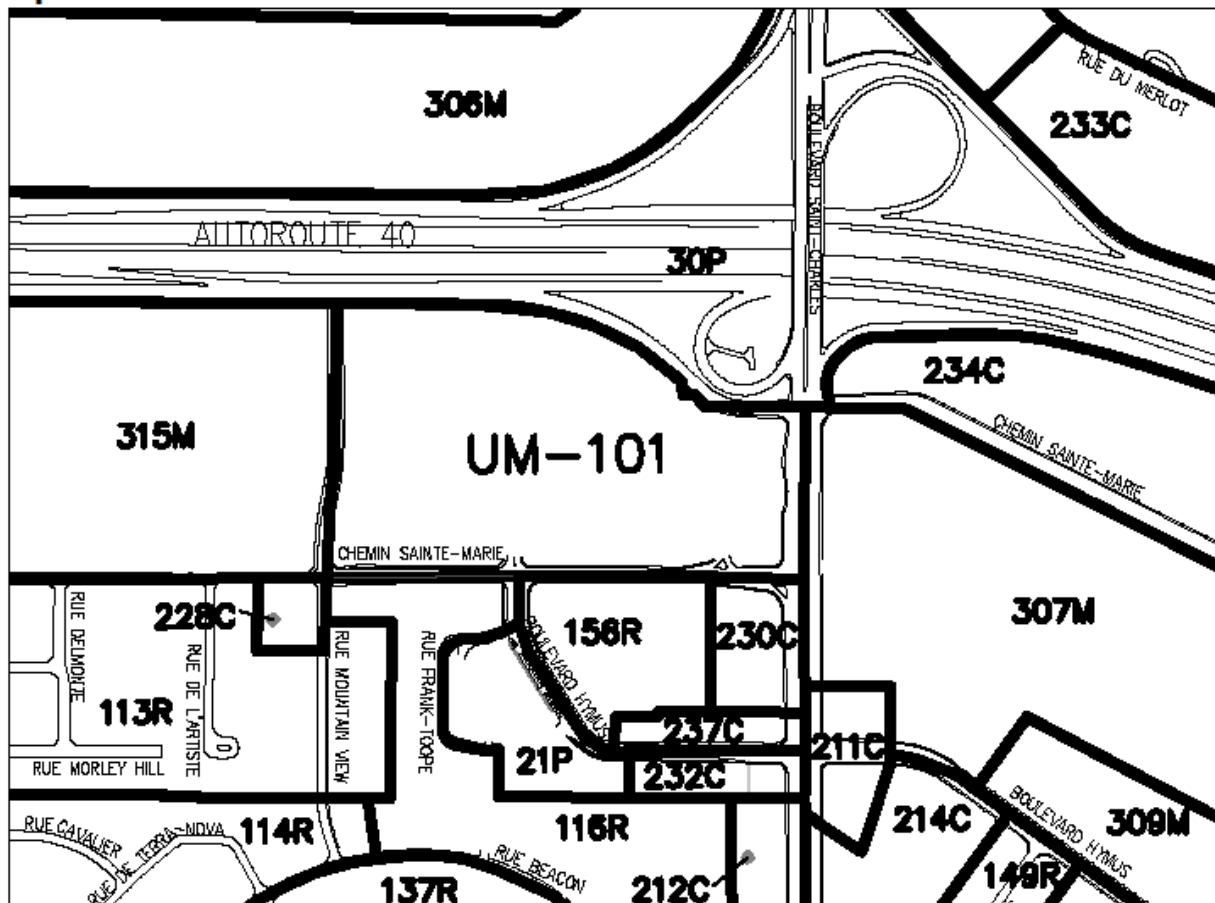 306M
RUE DU MERLOT
233C
BOULEVARD SAINT-CHARLES
AUTOROUTE 40
30P
234C
315M
UM-101
CHEMIN SAINTE-MARIE
CHEMIN SAINTE-MARIE
228C
156R
230C
307M
RUE DELMONTE
RUE DE L'ARTISTE
RUE MOUNTAIN VIEW
RUE FRANK-TOOPE
BOULEVARD HYMUS
113R
237C
211C
21P
232C
RUE MORLEY HILL
BOULEVARD HYMUS
RUE CAVALIER
RUE DE TERRA-NOVA
114R
116R
214C
309M
RUE BEACON
149R
137R
212C